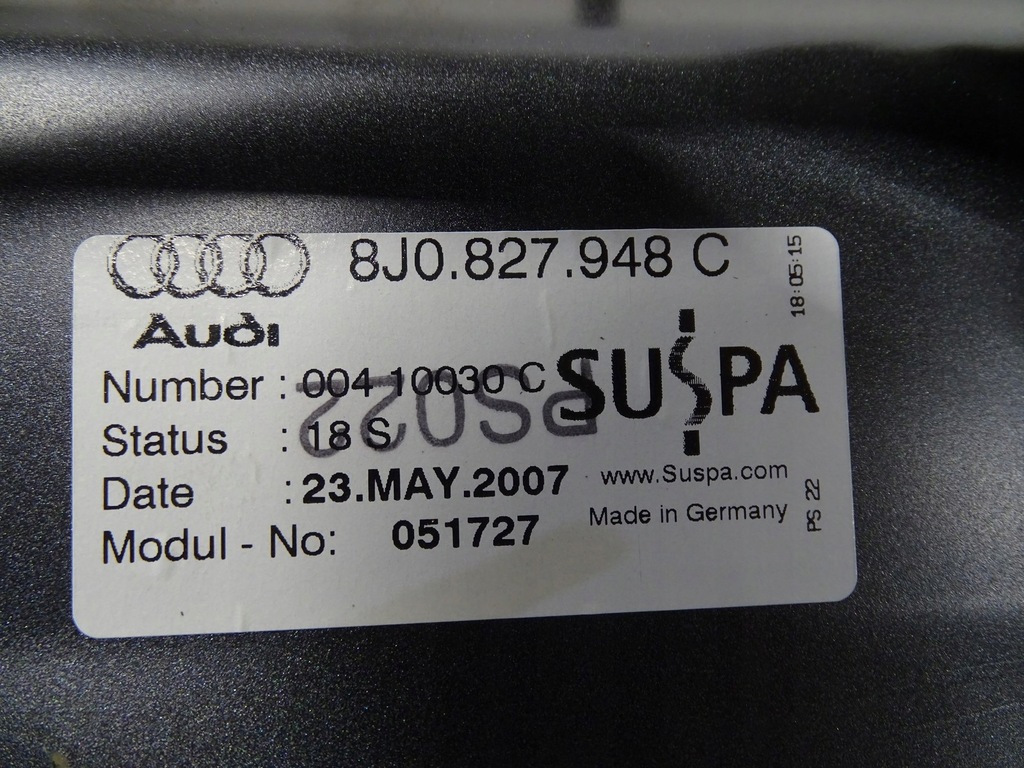 8J0.827.948 C
18:05:15
Audi
SUSPA
Number : 004 10030 C
PS022
Status : 18 S
Date : 23.MAY.2007
www.Suspa.com
Modul - No: 051727
Made in Germany
PS 22